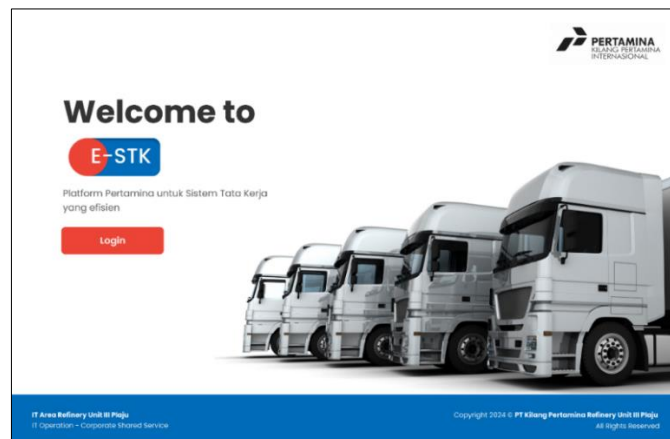 PERTAMINA
KILANG PERTAMINA
INTERNASIONAL
Welcome to
E-STK
Platform Pertamina untuk Sistem Tata Kerja
yang efisien
Login
IT Area Refinery Unit III Plaju
IT Operation - Corporate Shared Service
Copyright 2024 © PT Kilang Pertamina Refinery Unit III Plaju
All Rights Reserved